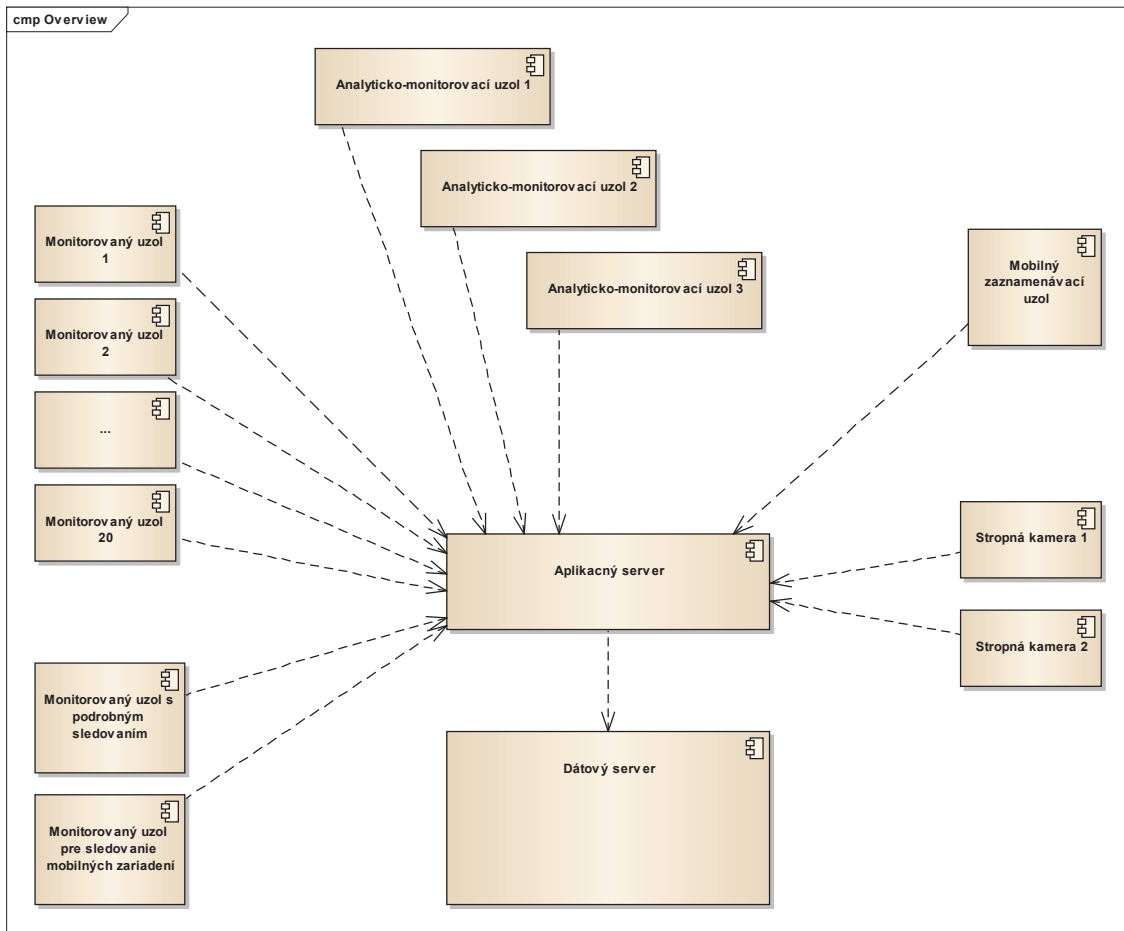 cmp Overview
Analyticko-monitorovací uzol 1
Analyticko-monitorovací uzol 2
Analyticko-monitorovací uzol 3
Monitorovaný uzol
1
Monitorovaný uzol
2
...
Monitorovaný uzol
20
Mobilný
zaznamenávací
uzol
Aplikacný server
Stropná kamera 1
Stropná kamera 2
Monitorovaný uzol s
podrobným
sledovaním
Monitorovaný uzol
pre sledovanie
mobilných zariadení
Dátový server